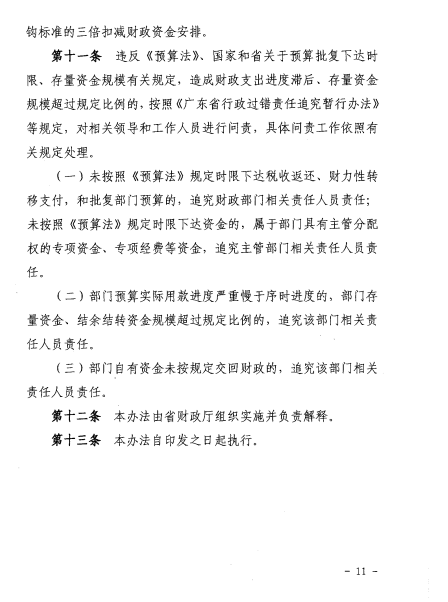 钩标准的三倍扣减财政资金安排。
第十一条 违反《预算法》、国家和省关于预算批复下达时
限、存量资金规模有关规定，造成财政支出进度滞后、存量资金
规模超过规定比例的，按照《广东省行政过错责任追究暂行办法》
等规定，对相关领导和工作人员进行问责，具体问责工作依照有
关规定处理。
（一）未按照《预算法》规定时限下达税收返还、财力性转
移支付，和批复部门预算的，追究财政部门相关责任人员责任；
未按照《预算法》规定时限下达资金的，属于部门具有主管分配
权的专项资金、专项经费等资金，追究主管部门相关责任人员责
任。
（二）部门预算实际用款进度严重慢于序时进度的，部门存
量资金、结余结转资金规模超过规定比例的，追究该部门相关责
任人员责任。
（三）部门自有资金未按规定交回财政的，追究该部门相关
责任人员责任。
第十二条 本办法由省财政厅组织实施并负责解释。
第十三条 本办法自印发之日起执行。
- 11 -